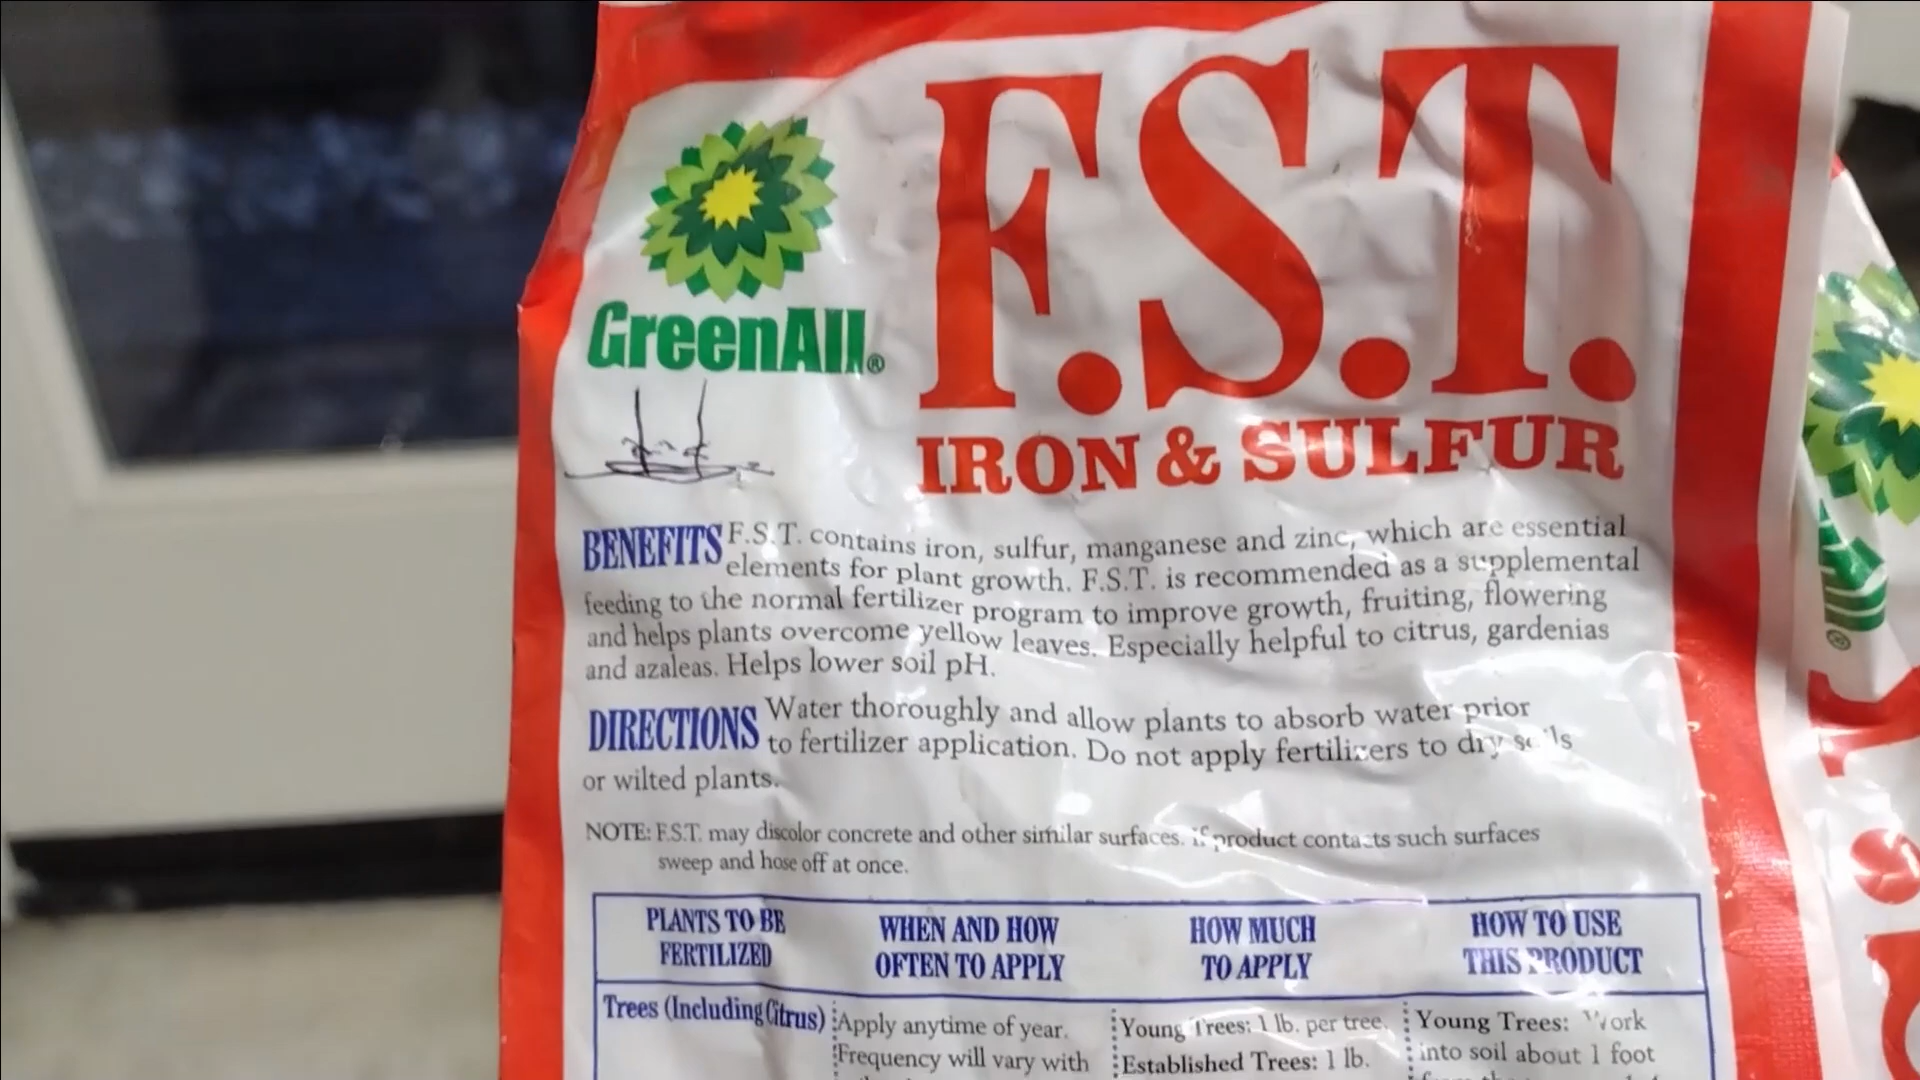 F.S.T.
GreenAll®
IRON & SULFUR
BENEFITS F.S.T. contains iron, sulfur, manganese and zinc, which are essential
elements for plant growth. F.S.T. is recommended as a supplemental
feeding to the normal fertilizer program to improve growth, fruiting, flowering
and helps plants overcome yellow leaves. Especially helpful to citrus, gardenias
and azaleas. Helps lower soil pH.
DIRECTIONS Water thoroughly and allow plants to absorb water prior
to fertilizer application. Do not apply fertilizers to dry soils
or wilted plants.
NOTE: F.S.T. may discolor concrete and other similar surfaces. if product contacts such surfaces
sweep and hose off at once.
PLANTS TO BE
FERTILIZED
WHEN AND HOW
OFTEN TO APPLY
HOW MUCH
TO APPLY
HOW TO USE
THIS PRODUCT
Trees (Including Citrus)
Apply anytime of year.
Frequency will vary with
Young Trees: 1 lb. per tree.
Established Trees: 1 lb.
Young Trees: Work
into soil about 1 foot